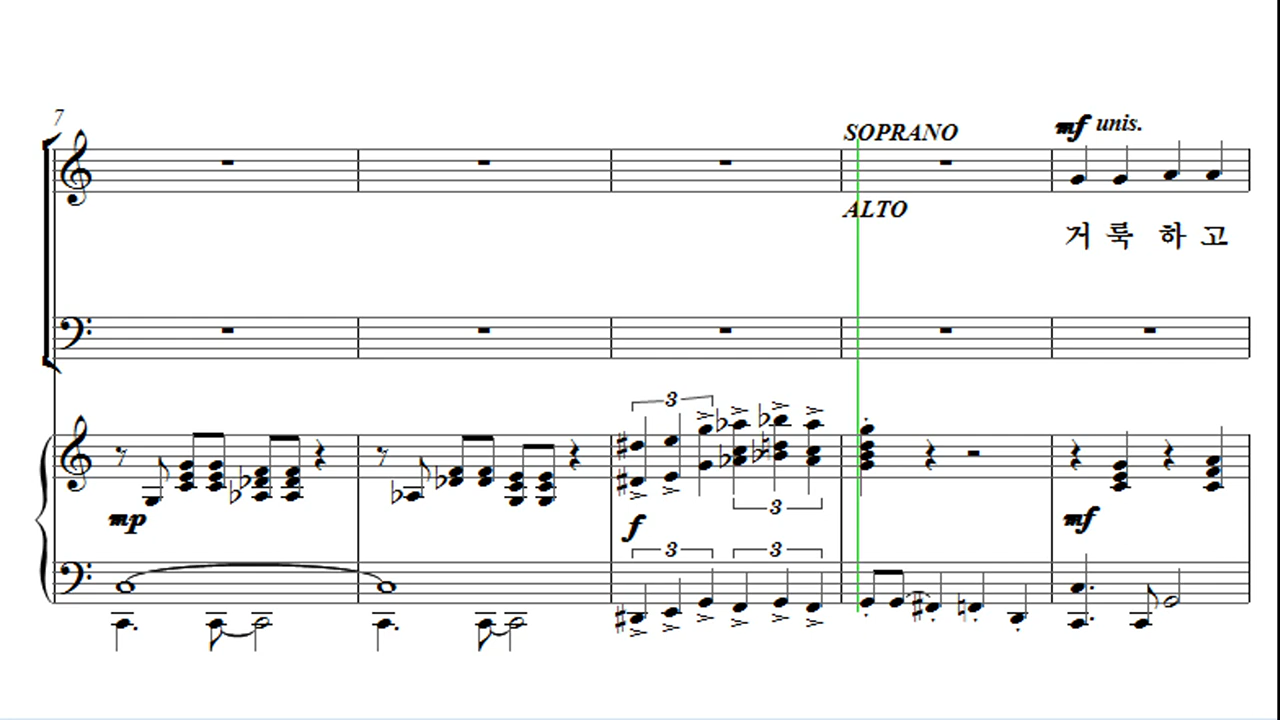 7
SOPRANO
mf unis.
ALTO
거 룩 하 고
3
3
mp
f
mf
3
3